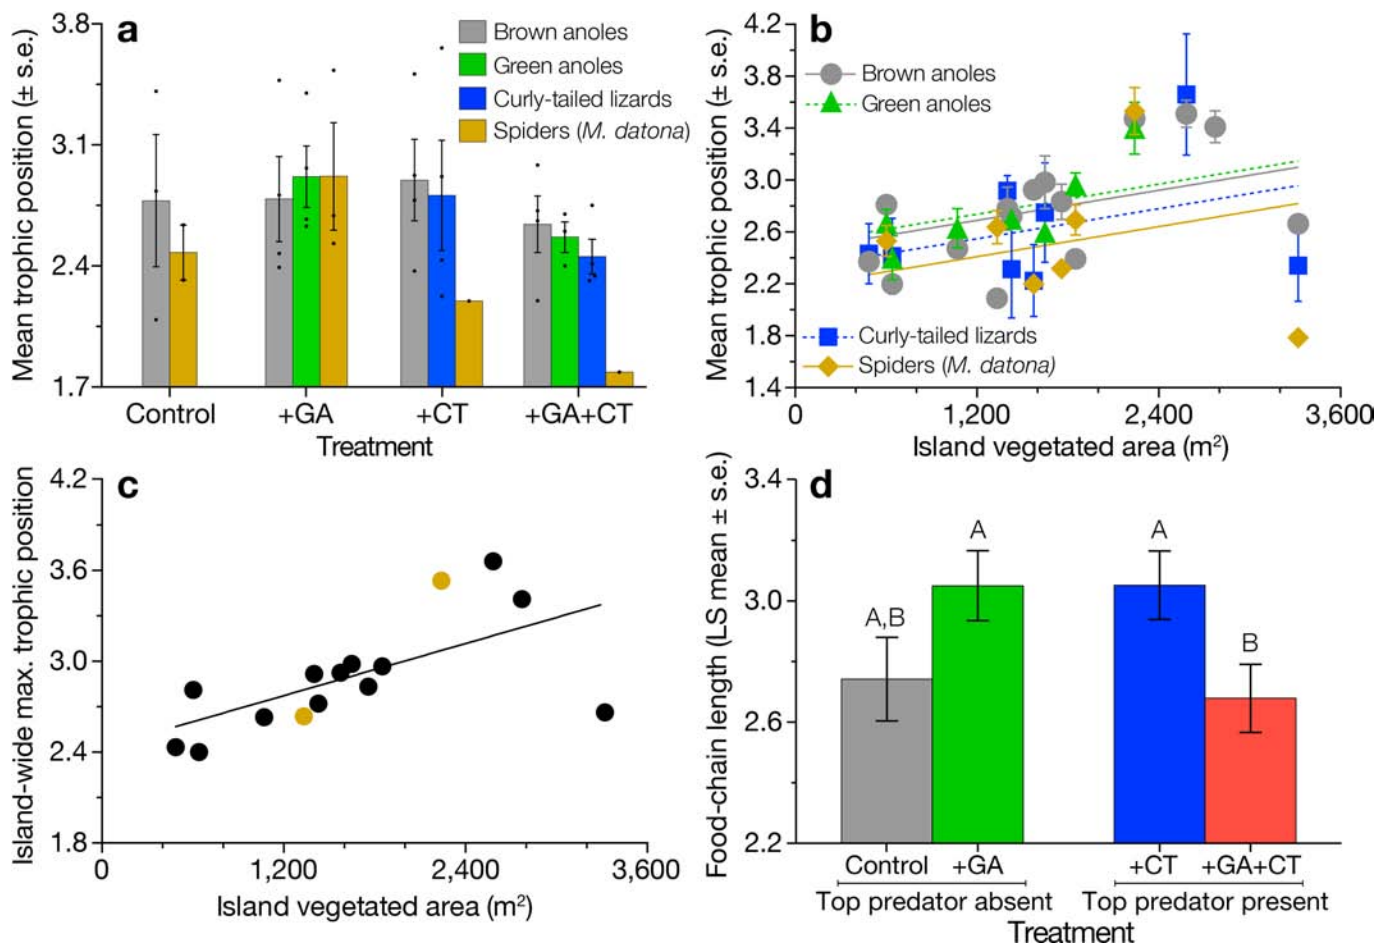 a
Mean trophic position (± s.e.)
3.8
3.1
2.4
1.7
Brown anoles
Green anoles
Curly-tailed lizards
Spiders (M. datona)
Control
+GA
+CT
+GA+CT
Treatment
b
Mean trophic position (± s.e.)
4.2
3.8
3.4
3.0
2.6
2.2
1.8
1.4
Brown anoles
Green anoles
Curly-tailed lizards
Spiders (M. datona)
0
1,200
2,400
3,600
Island vegetated area (m²)
c
Island-wide max. trophic position
4.2
3.6
3.0
2.4
1.8
0
1,200
2,400
3,600
Island vegetated area (m²)
d
Food-chain length (LS mean ± s.e.)
3.4
3.0
2.6
2.2
A,B
A
A
B
Control
+GA
+CT
+GA+CT
Top predator absent
Top predator present
Treatment